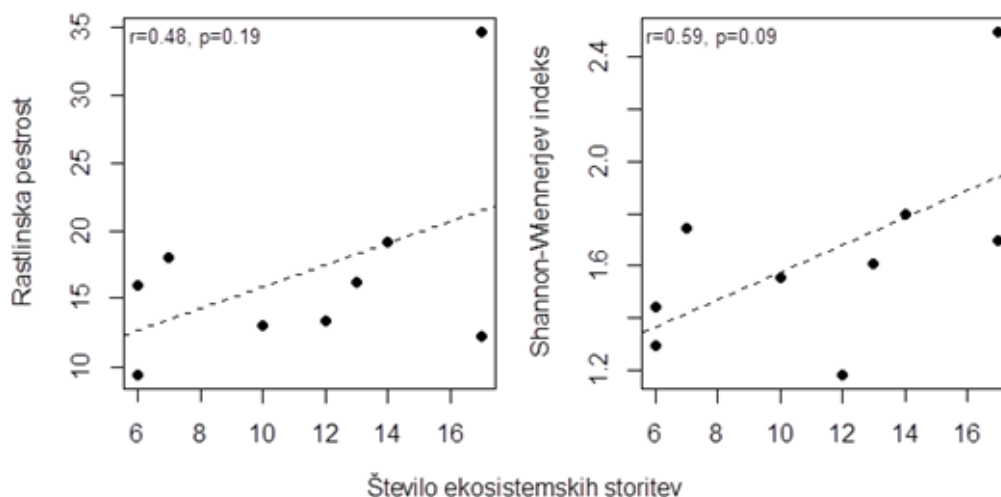 r=0.48, p=0.19
Rastlinska pestrost
35
30
25
20
15
10
6 8 10 12 14 16
r=0.59, p=0.09
Shannon-Wiennerjev indeks
2.4
2.0
1.6
1.2
6 8 10 12 14 16
Število ekosistemskih storitev